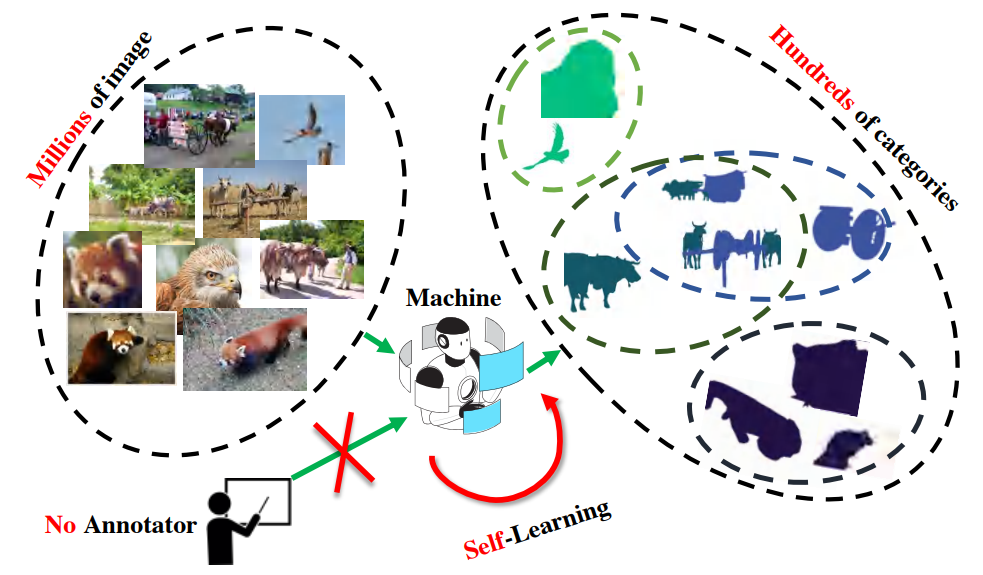 Millions of image
Hundreds of categories
Machine
No Annotator
Self-Learning